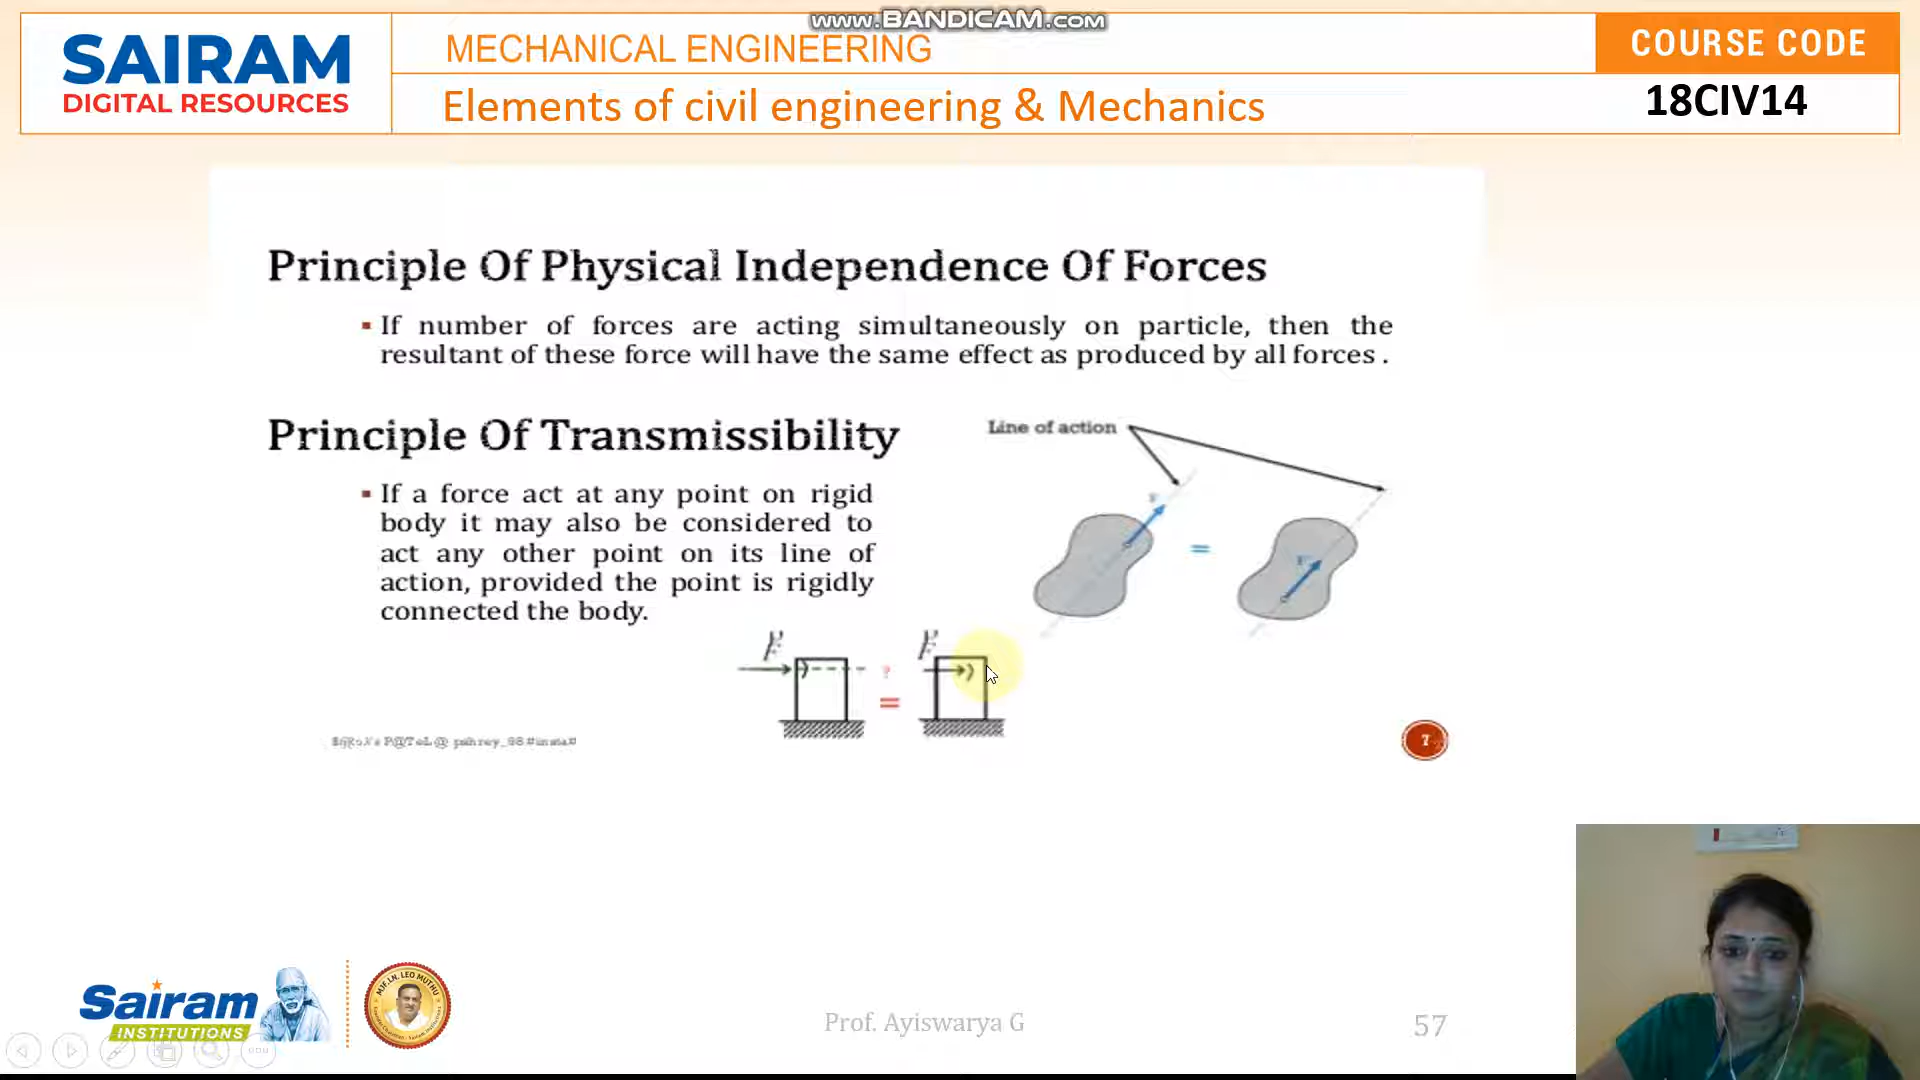 www.BANDICAM.com
SAIRAM
DIGITAL RESOURCES
MECHANICAL ENGINEERING
Elements of civil engineering & Mechanics
COURSE CODE
18CIV14
Principle Of Physical Independence Of Forces
▪ If number of forces are acting simultaneously on particle, then the
resultant of these force will have the same effect as produced by all forces .
Principle Of Transmissibility
▪ If a force act at any point on rigid
body it may also be considered to
act any other point on its line of
action, provided the point is rigidly
connected the body.
Line of action
F
=
F
F
?
=
F
7
Sairam
INSTITUTIONS
MJF.LN. LEO MUTHU
Prof. Ayiswarya G
57